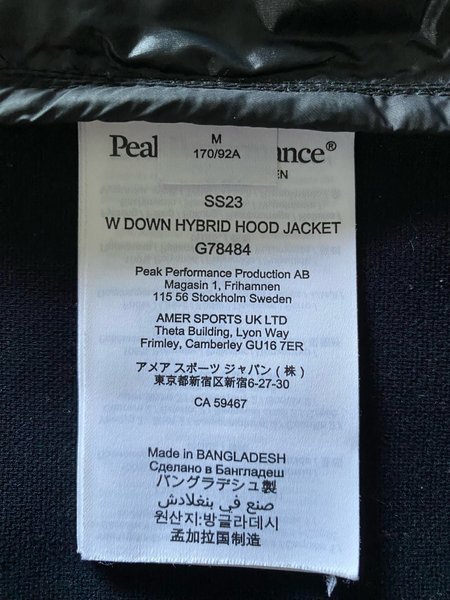 M
170/92A
Peal ance®
EN
SS23
W DOWN HYBRID HOOD JACKET
G78484
Peak Performance Production AB
Magasin 1, Frihamnen
115 56 Stockholm Sweden
AMER SPORTS UK LTD
Theta Building, Lyon Way
Frimley, Camberley GU16 7ER
アメア スポーツ ジャパン (株)
東京都新宿区新宿6-27-30
CA 59467
Made in BANGLADESH
Сделано в Бангладеш
バングラデシュ製
صنع في بنغلادش
원산지:방글라데시
孟加拉国制造